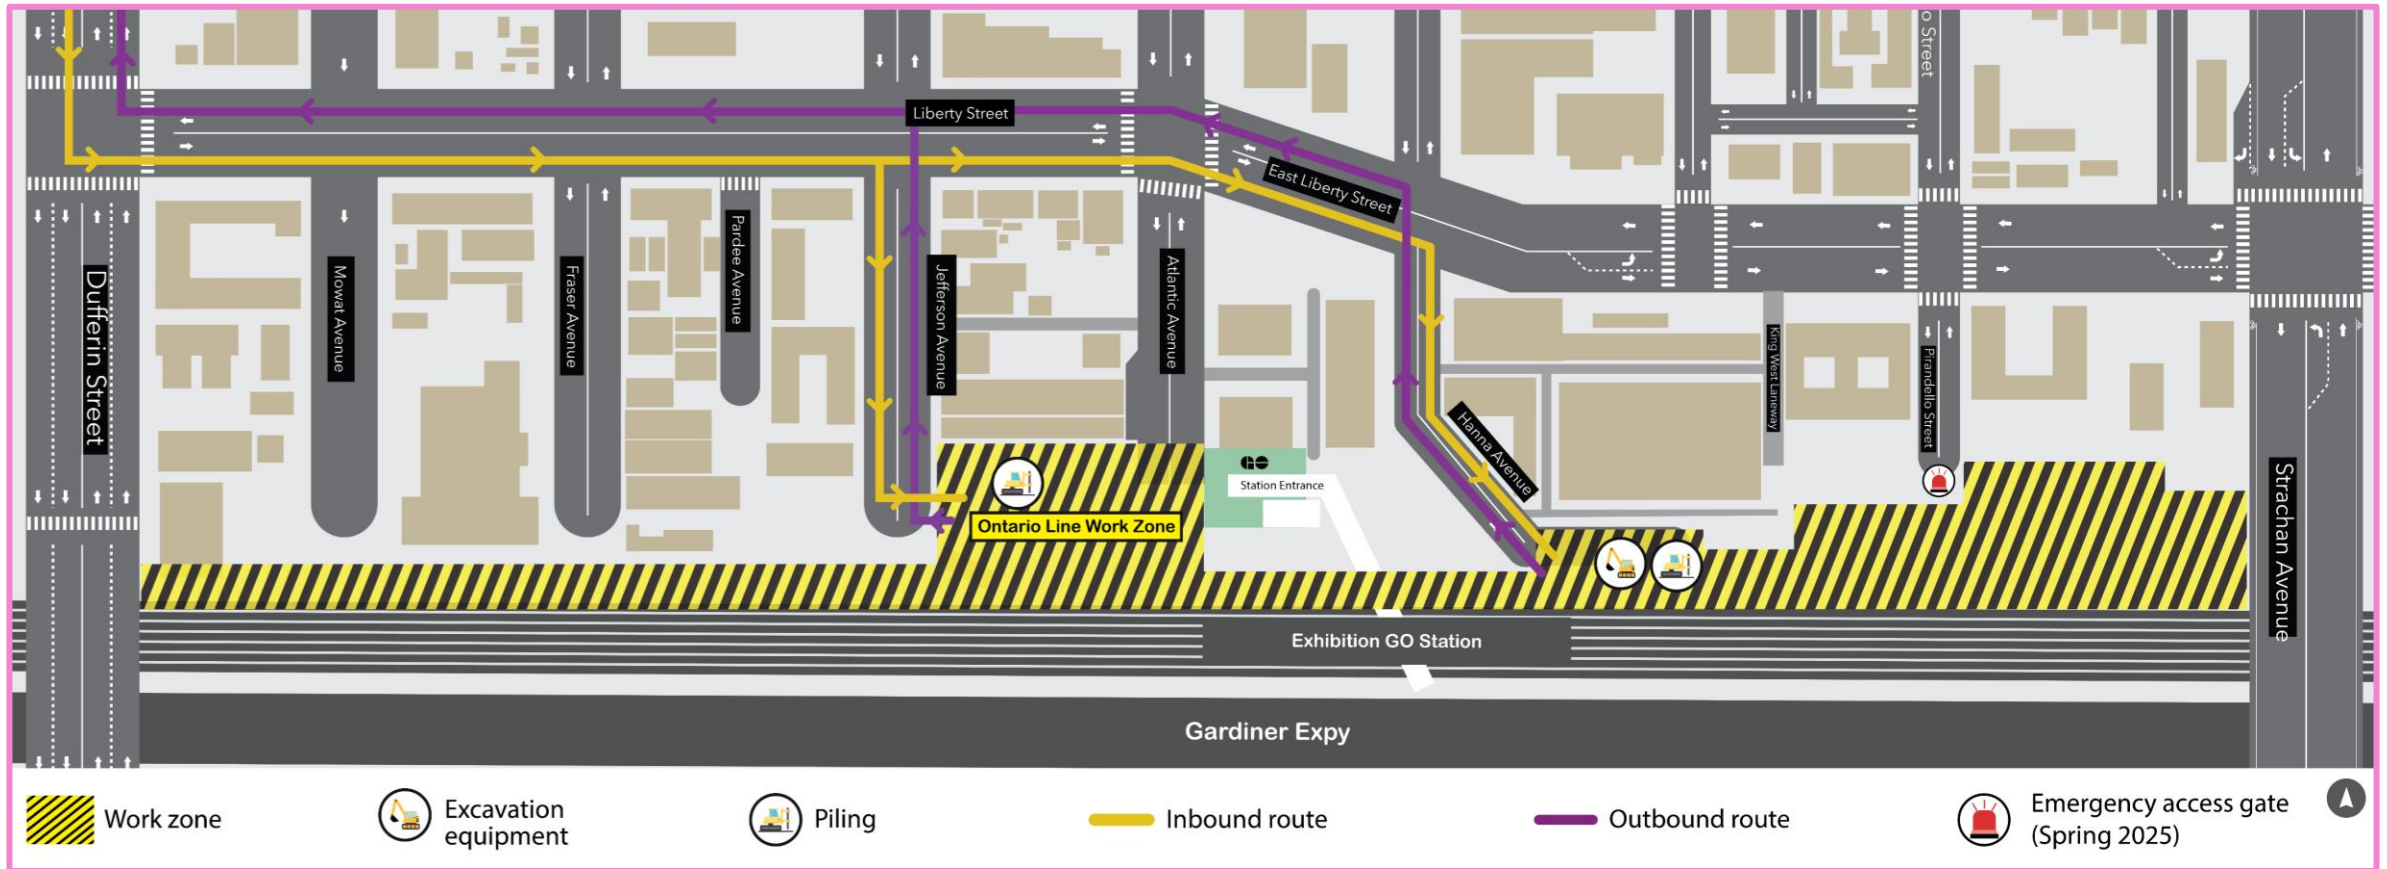 o Street
Liberty Street
East Liberty Street
Dufferin Street
Mowat Avenue
Fraser Avenue
Pardee Avenue
Jefferson Avenue
Atlantic Avenue
King West Laneway
Pirandello Street
Hanna Avenue
Strachan Avenue
GO
Station Entrance
Ontario Line Work Zone
Exhibition GO Station
Gardiner Expy
Work zone
Excavation
equipment
Piling
Inbound route
Outbound route
Emergency access gate
(Spring 2025)